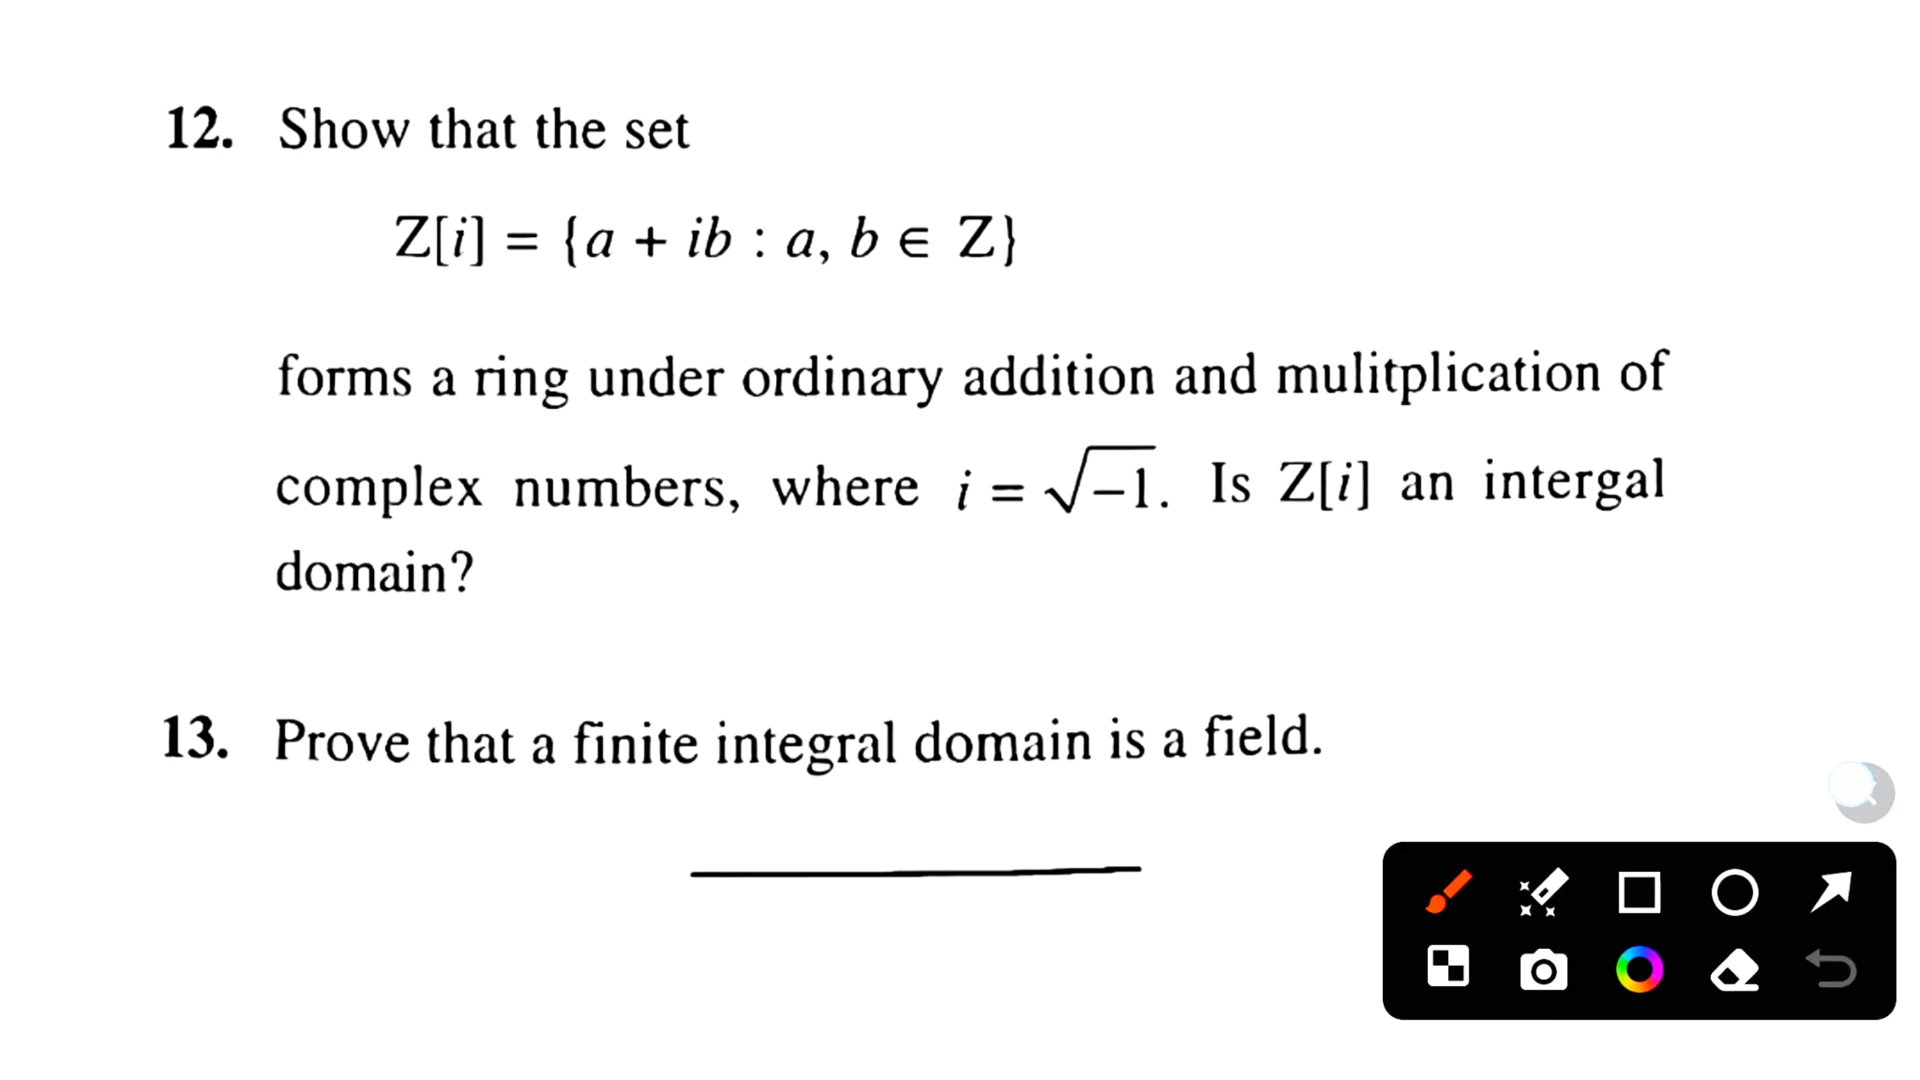 12. Show that the set
Z[i] = {a + ib : a, b ∈ Z}
forms a ring under ordinary addition and mulitplication of
complex numbers, where i = √−1. Is Z[i] an intergal
domain?
13. Prove that a finite integral domain is a field.